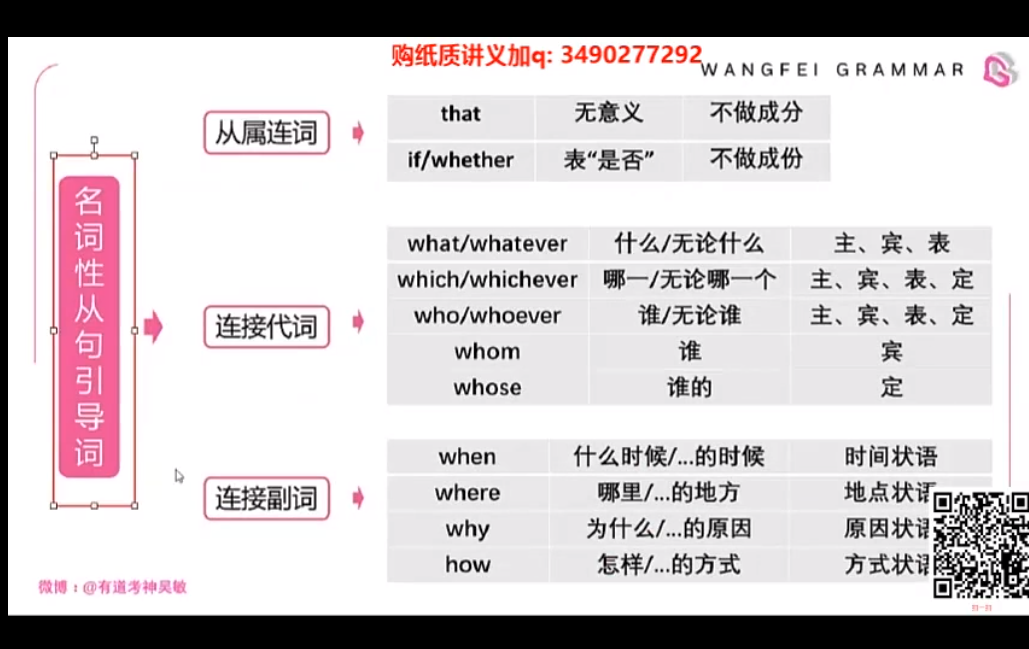 购纸质讲义加q: 3490277292
WANGFEI GRAMMAR
名词性从句引导词
从属连词
that 无意义 不做成分
if/whether 表“是否” 不做成份
连接代词
what/whatever 什么/无论什么 主、宾、表
which/whichever 哪一/无论哪一个 主、宾、表、定
who/whoever 谁/无论谁 主、宾、表、定
whom 谁 宾
whose 谁的 定
连接副词
when 什么时候/...的时候 时间状语
where 哪里/...的地方 地点状语
why 为什么/...的原因 原因状语
how 怎样/...的方式 方式状语
微博：@有道考神吴敏
扫一扫